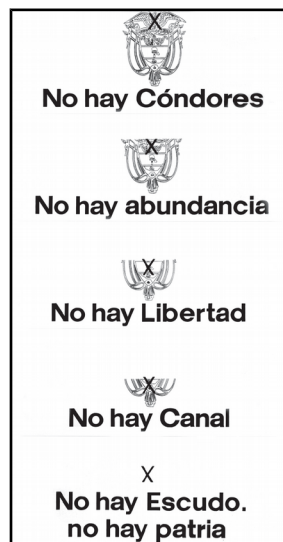 X
No hay Cóndores
X
No hay abundancia
X
No hay Libertad
X
No hay Canal
X
No hay Escudo.
no hay patria